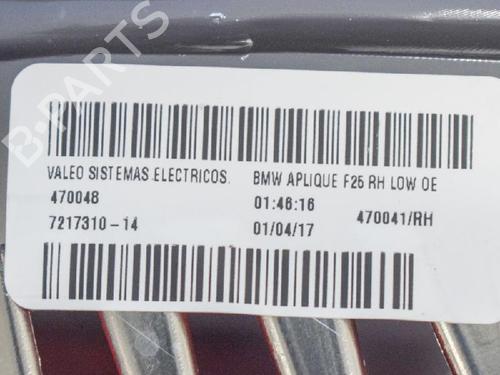 B-PARTS
VALEO SISTEMAS ELECTRICOS. BMW APLIQUE F25 RH LOW OE
470048 01:46:16 470041/RH
7217310-14 01/04/17